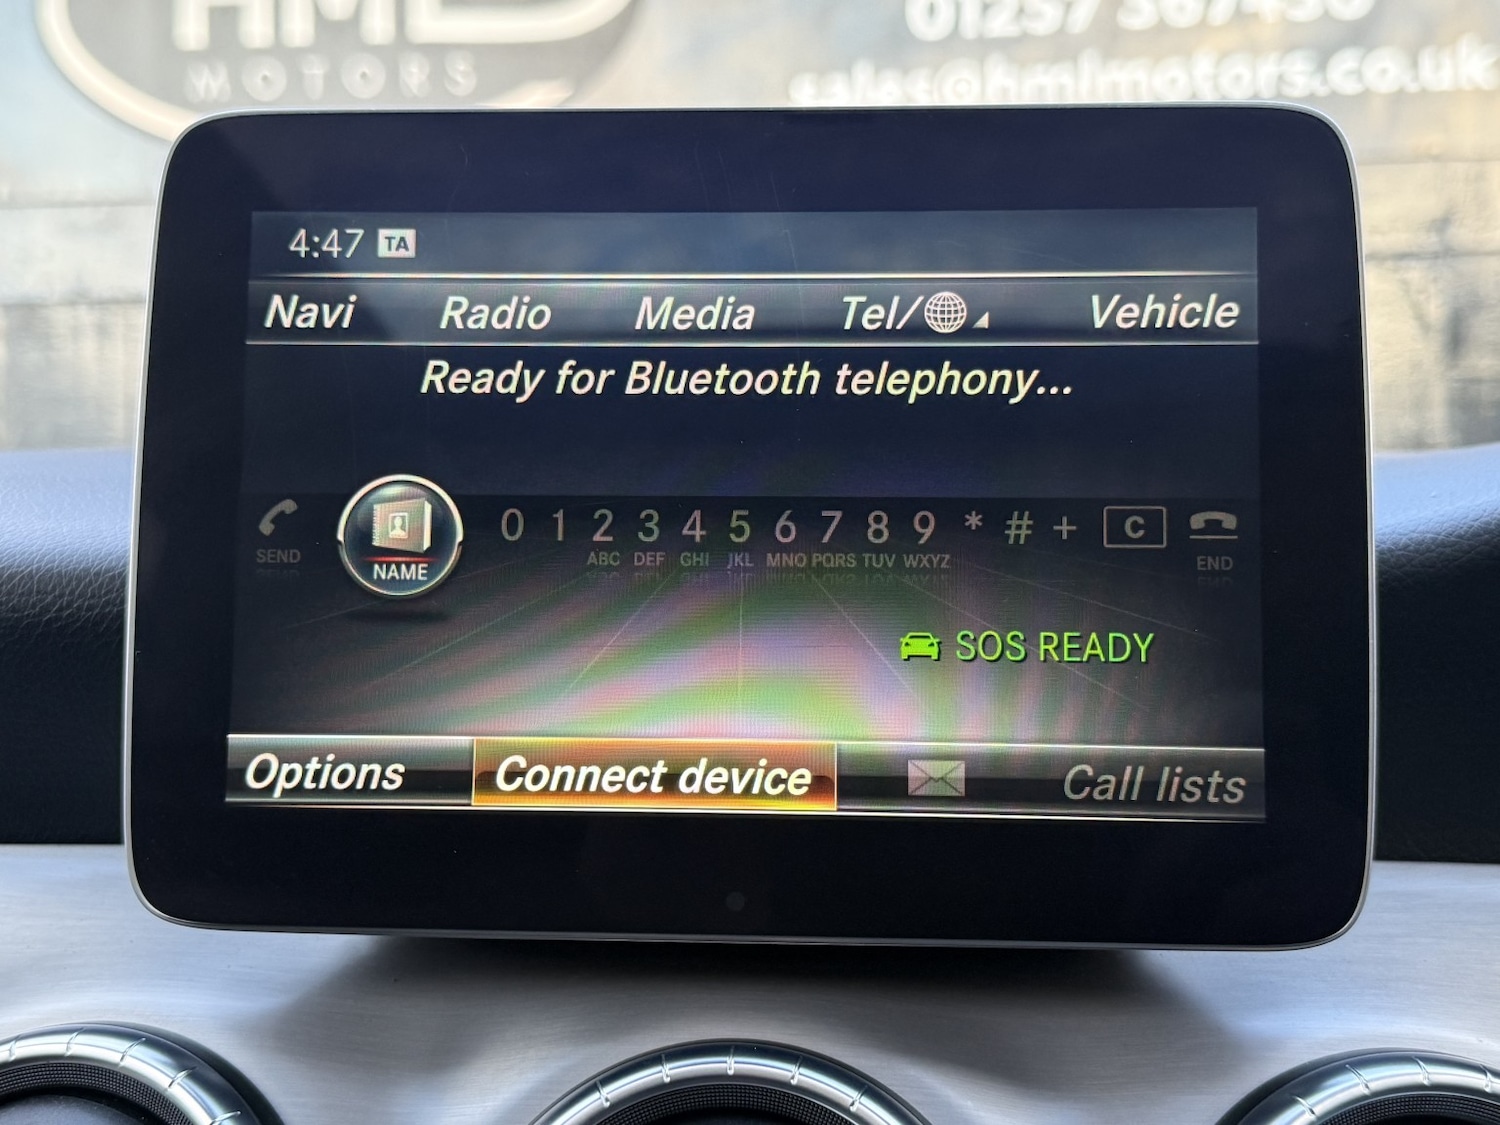 MOTORS
sales@hmlmotors.co.uk
4:47 TA
Navi Radio Media Tel/ Vehicle
Ready for Bluetooth telephony...
SEND NAME 0 1 2 3 4 5 6 7 8 9 * # + C END
ABC DEF GHI JKL MNO PQRS TUV WXYZ
SOS READY
Options Connect device Call lists